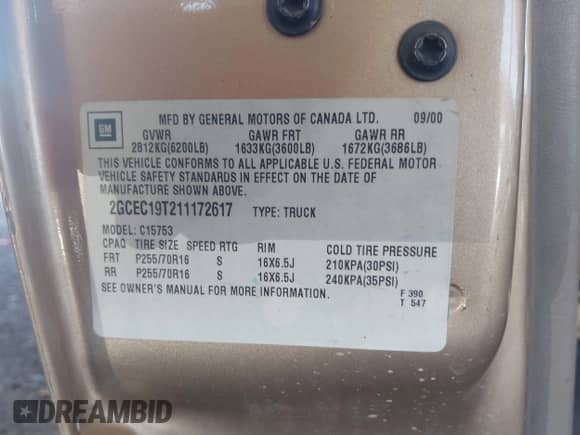 GM
MFD BY GENERAL MOTORS OF CANADA LTD. 09/00
GVWR GAWR FRT GAWR RR
2812KG(6200LB) 1633KG(3600LB) 1672KG(3686LB)
THIS VEHICLE CONFORMS TO ALL APPLICABLE U.S. FEDERAL MOTOR
VEHICLE SAFETY STANDARDS IN EFFECT ON THE DATE OF
MANUFACTURE SHOWN ABOVE.
2GCEC19T211172617 TYPE: TRUCK
MODEL: C15753
CPAQ TIRE SIZE SPEED RTG RIM COLD TIRE PRESSURE
FRT P255/70R16 S 16X6.5J 210KPA(30PSI)
RR P255/70R16 S 16X6.5J 240KPA(35PSI)
SEE OWNER'S MANUAL FOR MORE INFORMATION.
F 390
T 547
DREAMBID